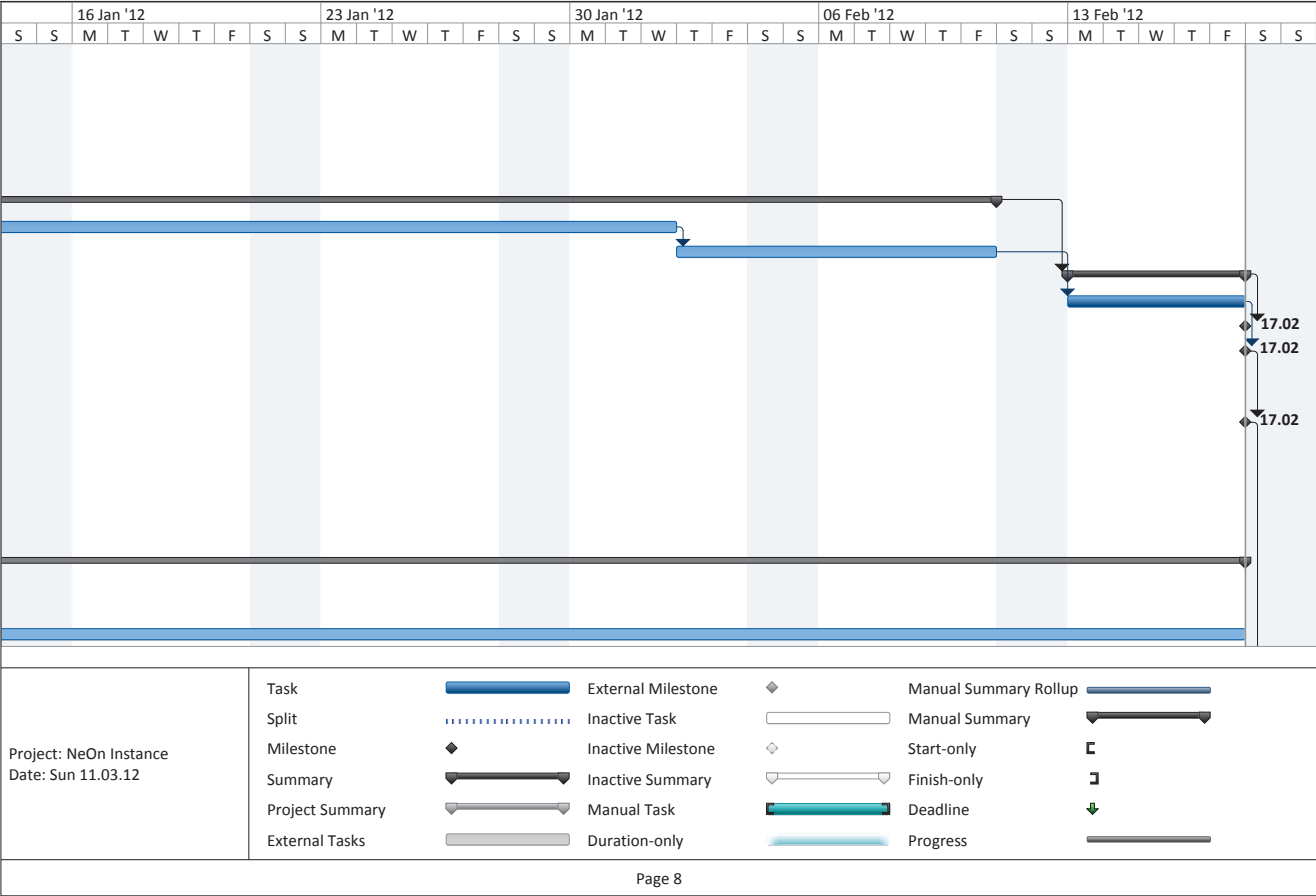 16 Jan '12 23 Jan '12 30 Jan '12 06 Feb '12 13 Feb '12
S S M T W T F S S M T W T F S S M T W T F S S M T W T F S S M T W T F S S
17.02
17.02
17.02
Project: NeOn Instance
Date: Sun 11.03.12
Task
Split
Milestone
Summary
Project Summary
External Tasks
External Milestone
Inactive Task
Inactive Milestone
Inactive Summary
Manual Task
Duration-only
Manual Summary Rollup
Manual Summary
Start-only
Finish-only
Deadline
Progress
Page 8